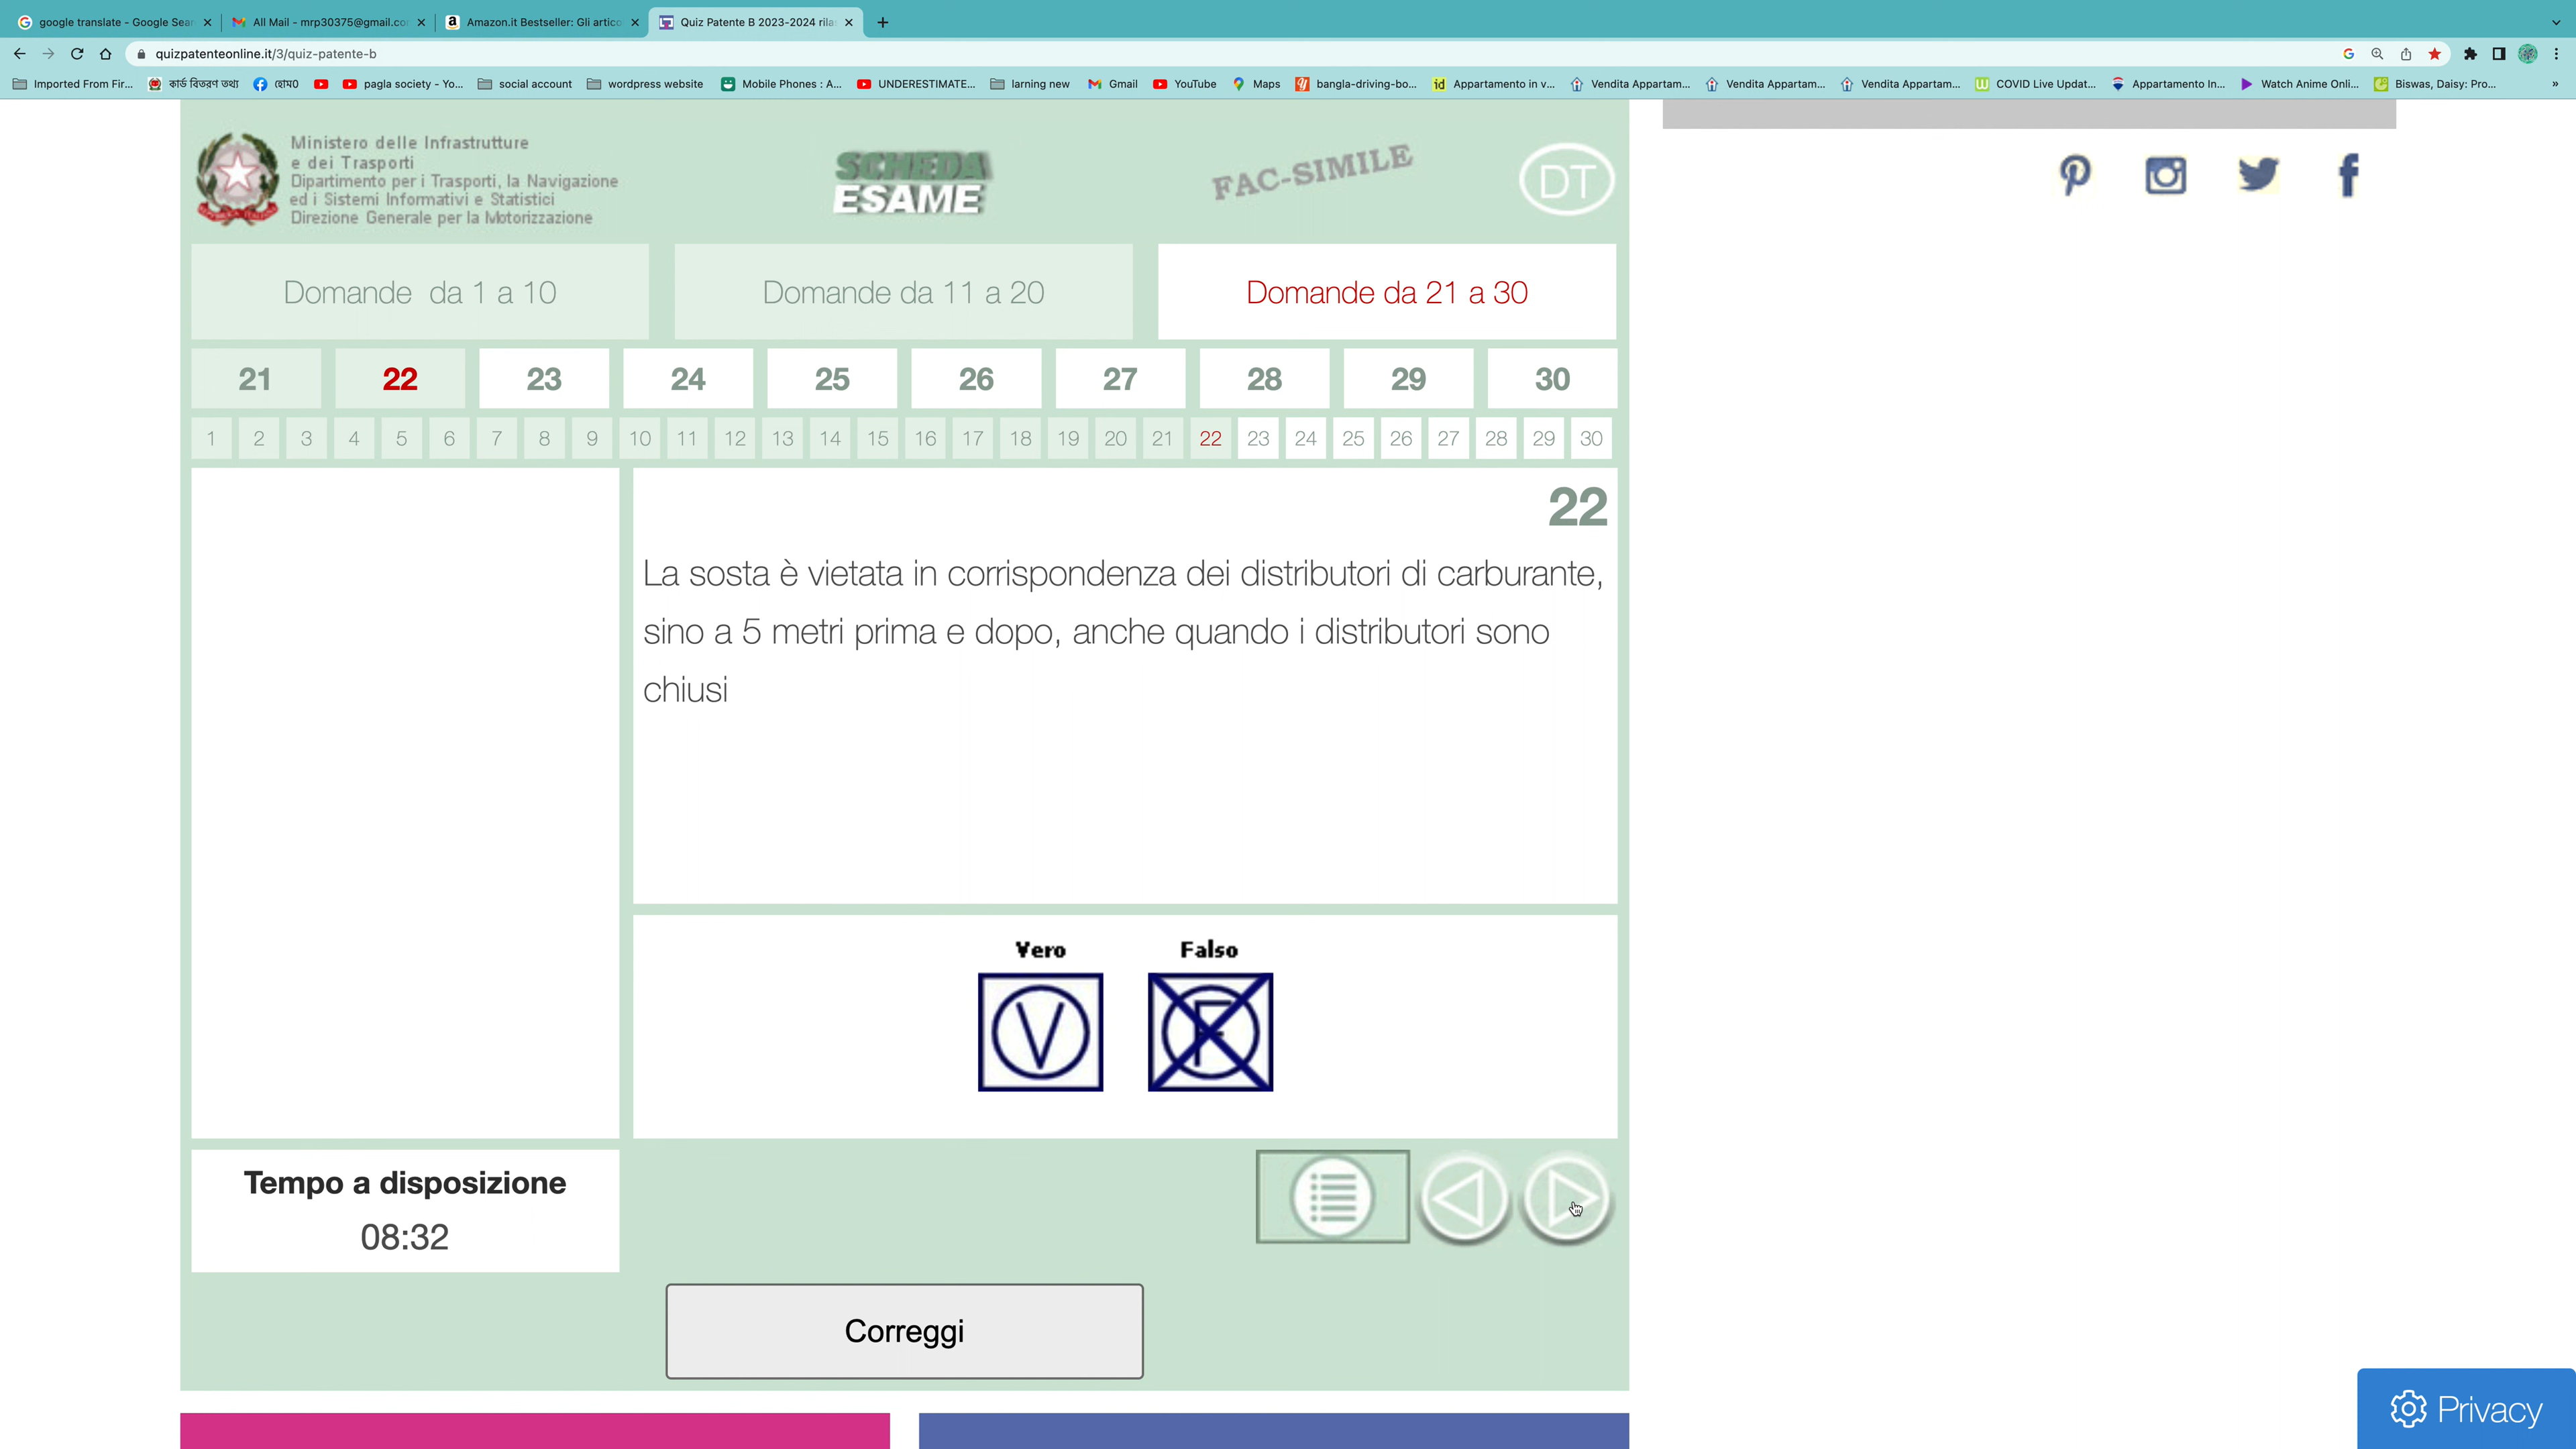 google translate - Google Sear
All Mail - mrp30375@gmail.co
Amazon.it Bestseller: Gli artico
Quiz Patente B 2023-2024 rila
quizpatenteonline.it/3/quiz-patente-b
Imported From Fir...
কার্ড বিতরণ তথ্য
হোম0
pagla society - Yo...
social account
wordpress website
Mobile Phones : A...
UNDERESTIMATE...
larning new
Gmail
YouTube
Maps
bangla-driving-bo...
Appartamento in v...
Vendita Appartam...
Vendita Appartam...
Vendita Appartam...
COVID Live Updat...
Appartamento In...
Watch Anime Onli...
Biswas, Daisy: Pro...
Ministero delle Infrastrutture
e dei Trasporti
Dipartimento per i Trasporti, la Navigazione
ed i Sistemi Informativi e Statistici
Direzione Generale per la Motorizzazione
SCHEDA
ESAME
FAC-SIMILE
DT
Domande da 1 a 10
Domande da 11 a 20
Domande da 21 a 30
21 22 23 24 25 26 27 28 29 30
1 2 3 4 5 6 7 8 9 10 11 12 13 14 15 16 17 18 19 20 21 22 23 24 25 26 27 28 29 30
22
La sosta è vietata in corrispondenza dei distributori di carburante,
sino a 5 metri prima e dopo, anche quando i distributori sono
chiusi
Vero
Falso
V
F
Tempo a disposizione
08:32
Correggi
Privacy